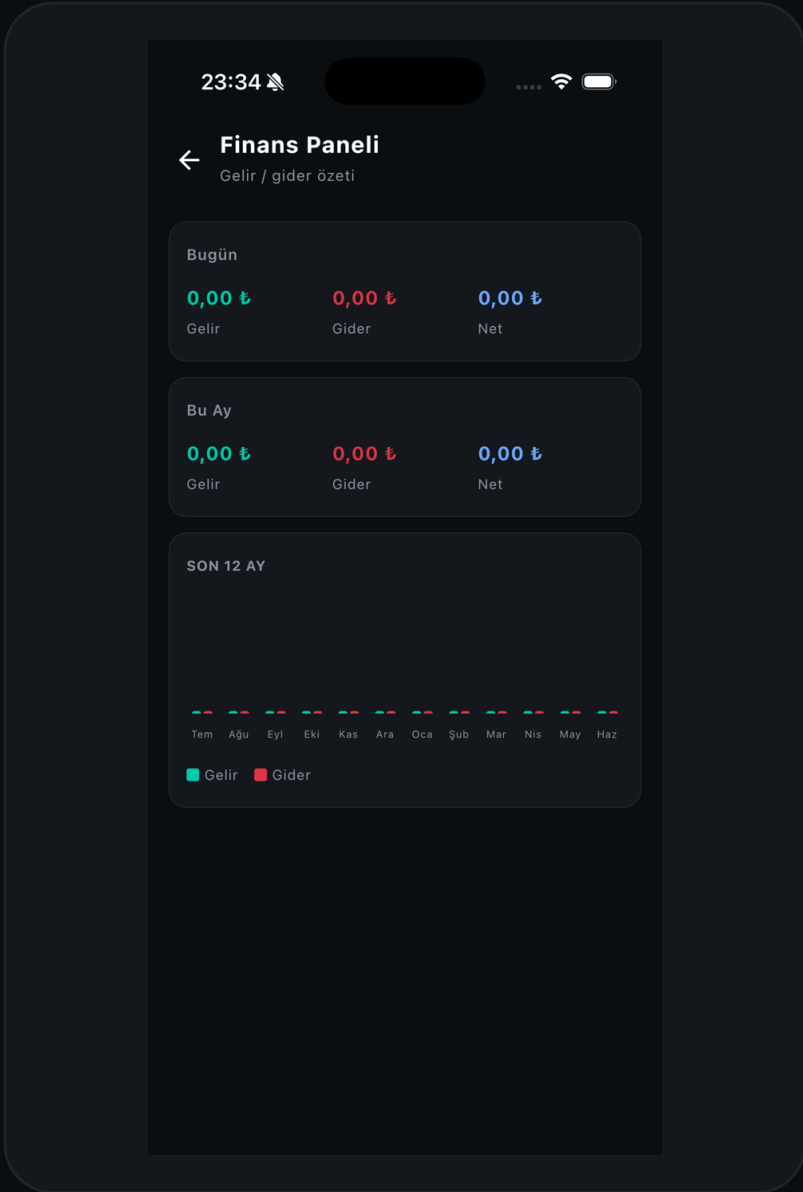 23:34
Finans Paneli
Gelir / gider özeti
Bugün
0,00 ₺ 0,00 ₺ 0,00 ₺
Gelir Gider Net
Bu Ay
0,00 ₺ 0,00 ₺ 0,00 ₺
Gelir Gider Net
SON 12 AY
Tem Ağu Eyl Eki Kas Ara Oca Şub Mar Nis May Haz
Gelir Gider